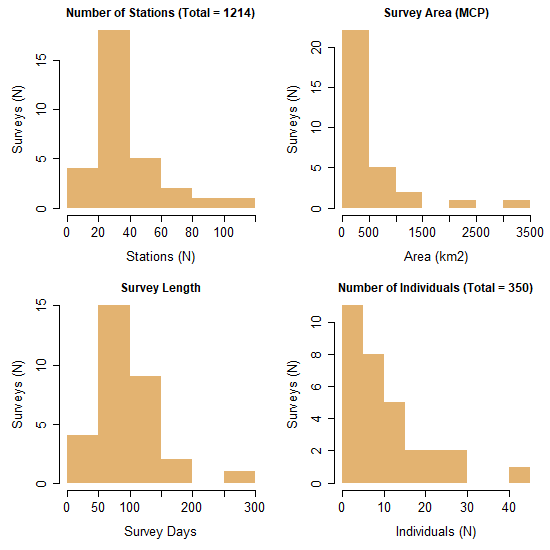 Number of Stations (Total = 1214)
Surveys (N)
0 5 10 15
0 20 40 60 80 100
Stations (N)
Survey Area (MCP)
Surveys (N)
0 5 10 15 20
0 500 1500 2500 3500
Area (km2)
Survey Length
Surveys (N)
0 5 10 15
0 50 100 200 300
Survey Days
Number of Individuals (Total = 350)
Surveys (N)
0 2 4 6 8 10
0 10 20 30 40
Individuals (N)